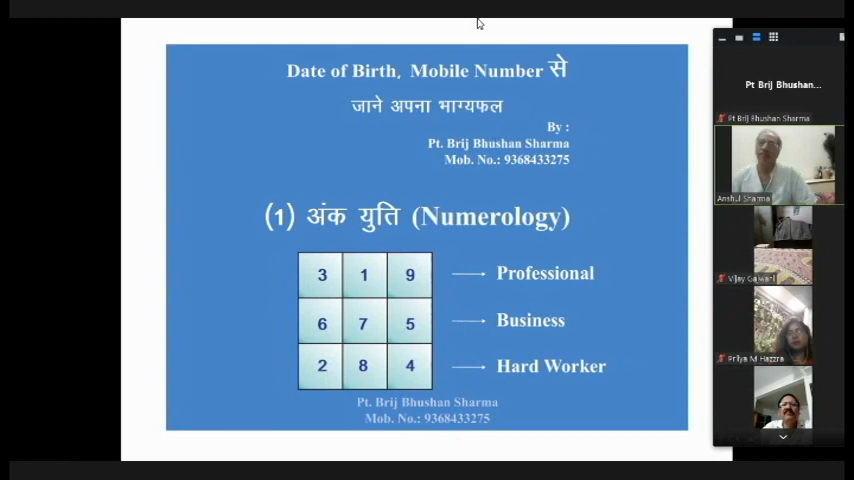 Date of Birth, Mobile Number से
जाने अपना भाग्यफल
By :
Pt. Brij Bhushan Sharma
Mob. No.: 9368433275
(1) अंक युति (Numerology)
3 1 9 Professional
6 7 5 Business
2 8 4 Hard Worker
Pt. Brij Bhushan Sharma
Mob. No.: 9368433275
Pt Brij Bhushan...
Pt Brij Bhushan Sharma
Anshul Sharma
Vijay Galwani
Priya M Hazzra